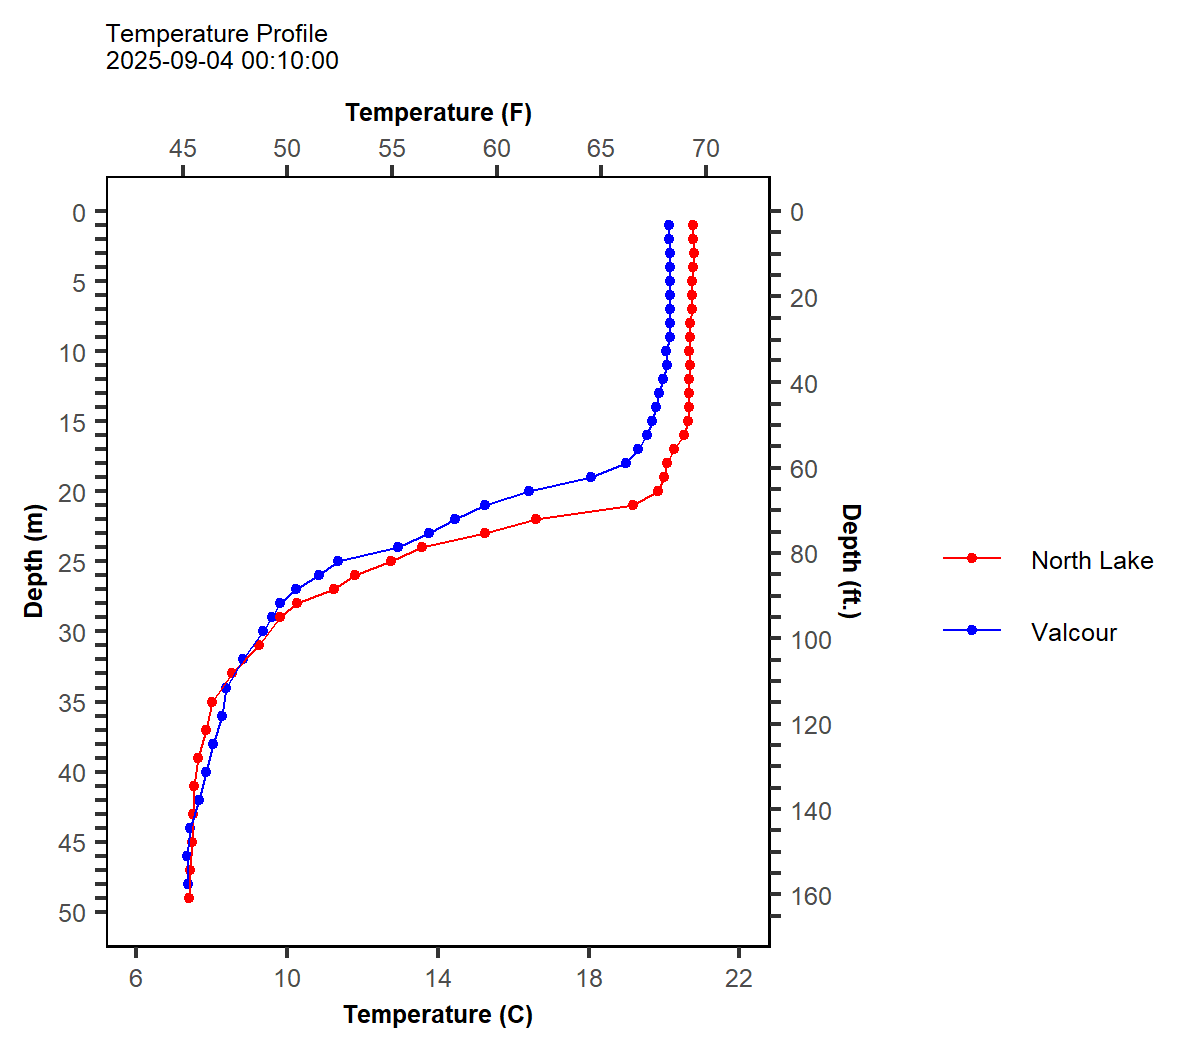 Temperature Profile
2025-09-04 00:10:00
Temperature (F)
45 50 55 60 65 70
0 5 10 15 20 25 30 35 40 45 50
Depth (m)
0 20 40 60 80 100 120 140 160
Depth (ft.)
North Lake
Valcour
6 10 14 18 22
Temperature (C)